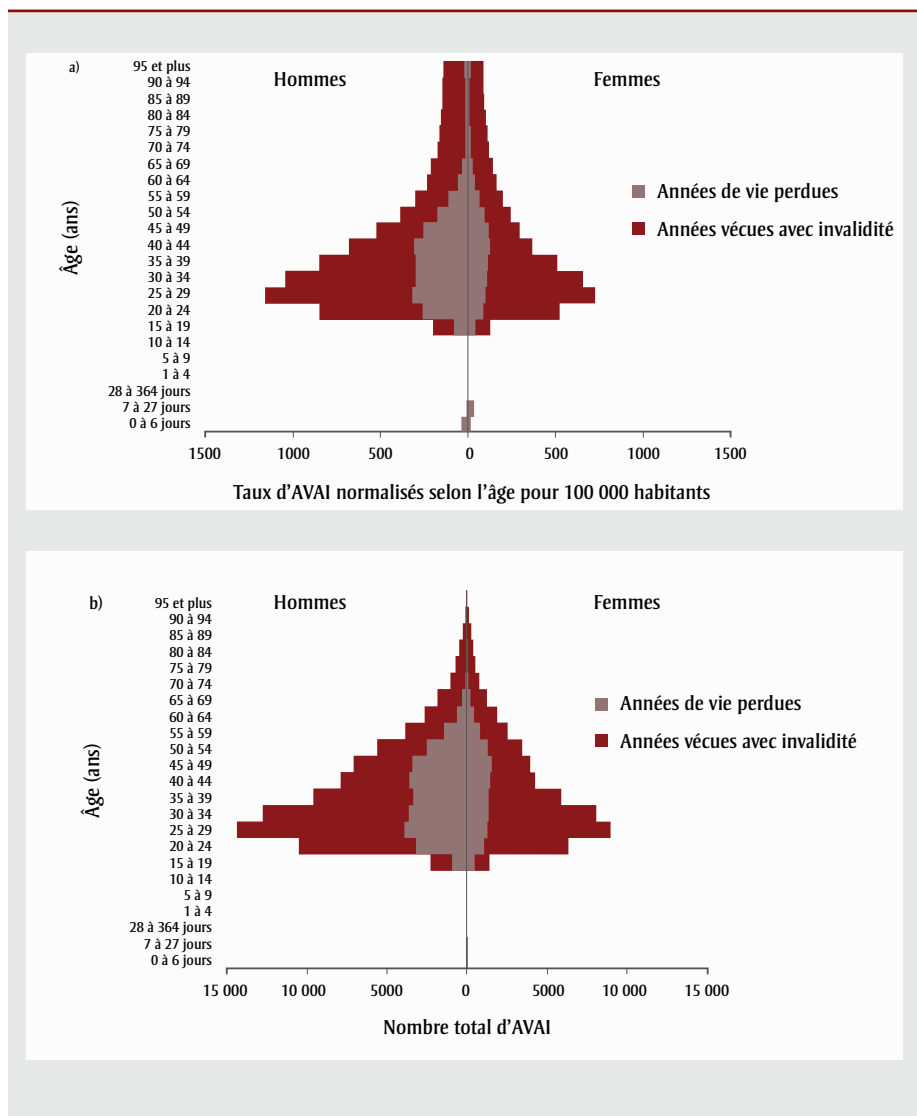 a)
Hommes
Femmes
95 et plus
90 à 94
85 à 89
80 à 84
75 à 79
70 à 74
65 à 69
60 à 64
55 à 59
50 à 54
45 à 49
40 à 44
35 à 39
30 à 34
25 à 29
20 à 24
15 à 19
10 à 14
5 à 9
1 à 4
28 à 364 jours
7 à 27 jours
0 à 6 jours
Âge (ans)
Années de vie perdues
Années vécues avec invalidité
1500 1000 500 0 500 1000 1500
Taux d'AVAI normalisés selon l'âge pour 100 000 habitants
b)
Hommes
Femmes
95 et plus
90 à 94
85 à 89
80 à 84
75 à 79
70 à 74
65 à 69
60 à 64
55 à 59
50 à 54
45 à 49
40 à 44
35 à 39
30 à 34
25 à 29
20 à 24
15 à 19
10 à 14
5 à 9
1 à 4
28 à 364 jours
7 à 27 jours
0 à 6 jours
Âge (ans)
Années de vie perdues
Années vécues avec invalidité
15 000 10 000 5000 0 5000 10 000 15 000
Nombre total d'AVAI